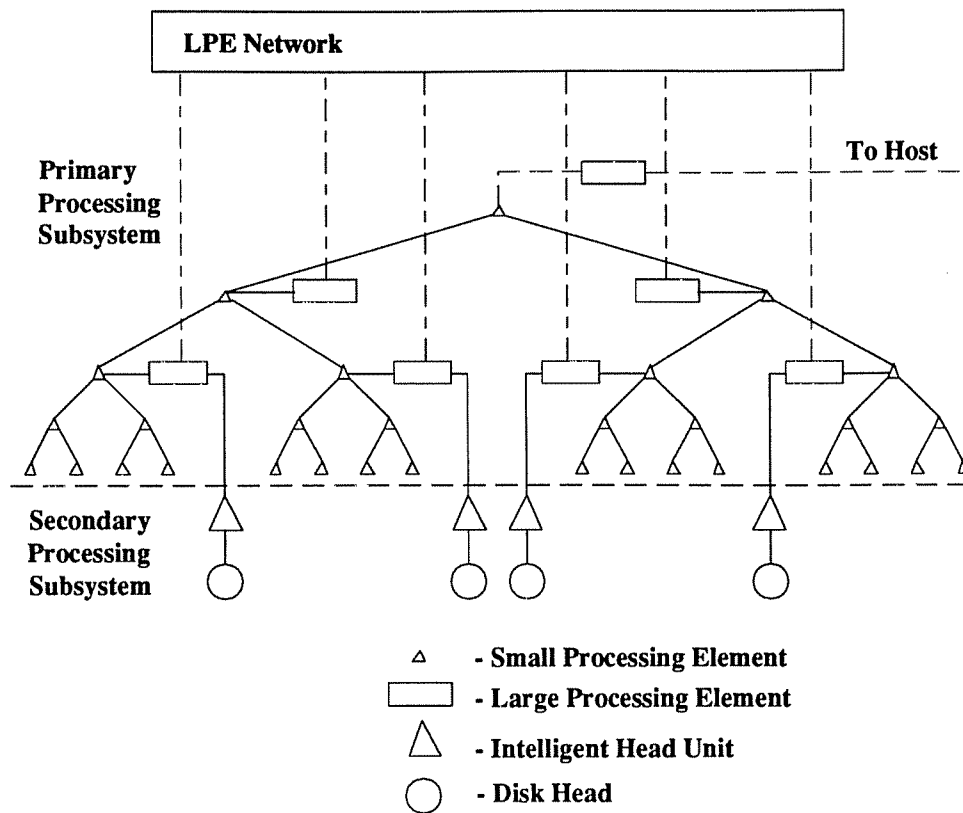 LPE Network
To Host
Primary
Processing
Subsystem
Secondary
Processing
Subsystem
- Small Processing Element
- Large Processing Element
- Intelligent Head Unit
- Disk Head